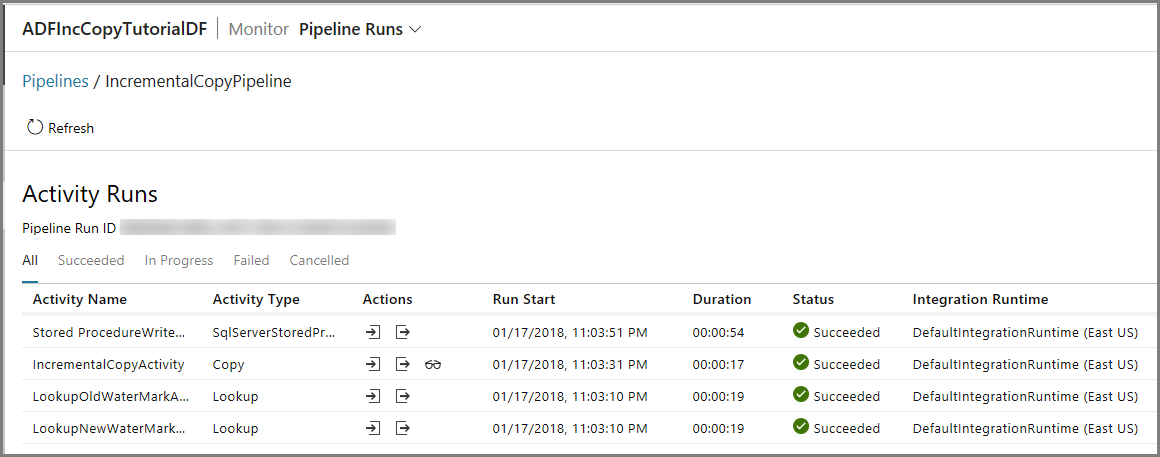 ADFIncCopyTutorialDF Monitor Pipeline Runs
Pipelines / IncrementalCopyPipeline
Refresh
Activity Runs
Pipeline Run ID
All Succeeded In Progress Failed Cancelled
Activity Name Activity Type Actions Run Start Duration Status Integration Runtime
Stored ProcedureWrite... SqlServerStoredPr... 01/17/2018, 11:03:51 PM 00:00:54 Succeeded DefaultIntegrationRuntime (East US)
IncrementalCopyActivity Copy 01/17/2018, 11:03:31 PM 00:00:17 Succeeded DefaultIntegrationRuntime (East US)
LookupOldWaterMarkA... Lookup 01/17/2018, 11:03:10 PM 00:00:19 Succeeded DefaultIntegrationRuntime (East US)
LookupNewWaterMark... Lookup 01/17/2018, 11:03:10 PM 00:00:19 Succeeded DefaultIntegrationRuntime (East US)